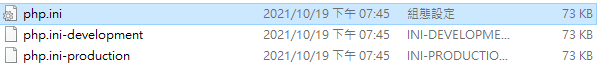 php.ini 2021/10/19 下午 07:45 組態設定 73 KB
php.ini-development 2021/10/19 下午 07:45 INI-DEVELOPME... 73 KB
php.ini-production 2021/10/19 下午 07:45 INI-PRODUCTIO... 73 KB